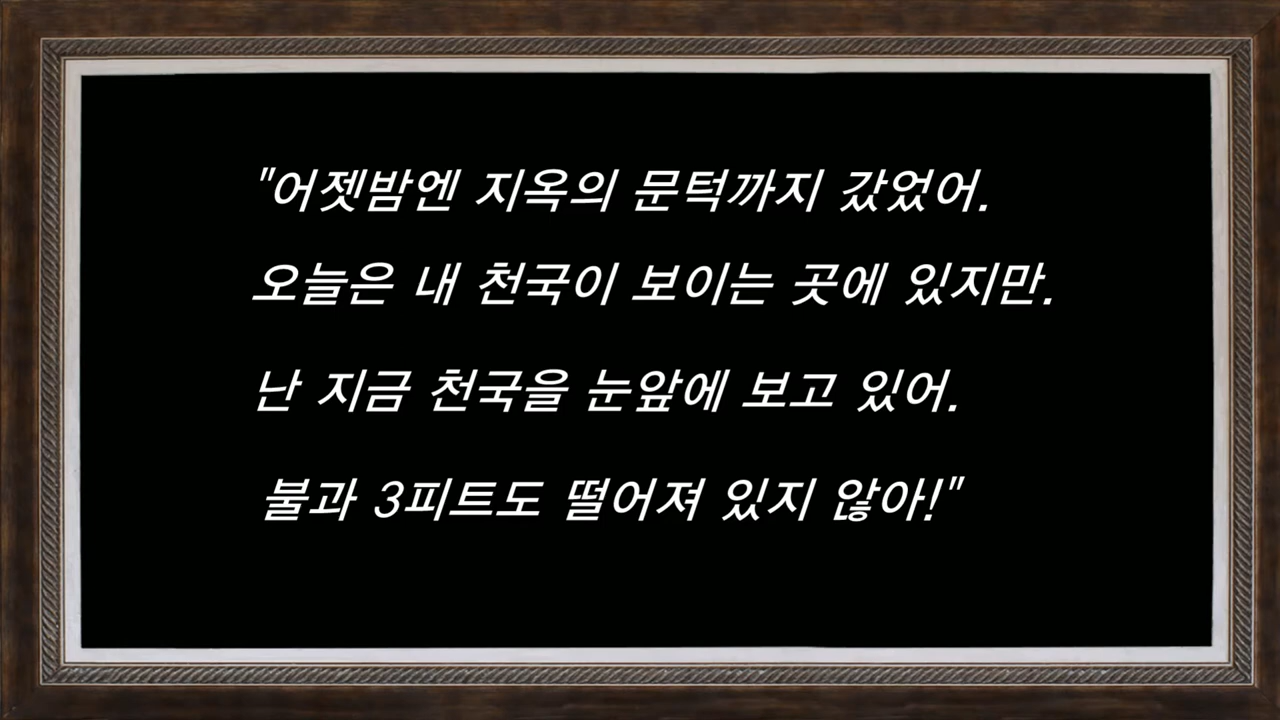 "어젯밤엔 지옥의 문턱까지 갔었어.
오늘은 내 천국이 보이는 곳에 있지만.
난 지금 천국을 눈앞에 보고 있어.
불과 3피트도 떨어져 있지 않아!"